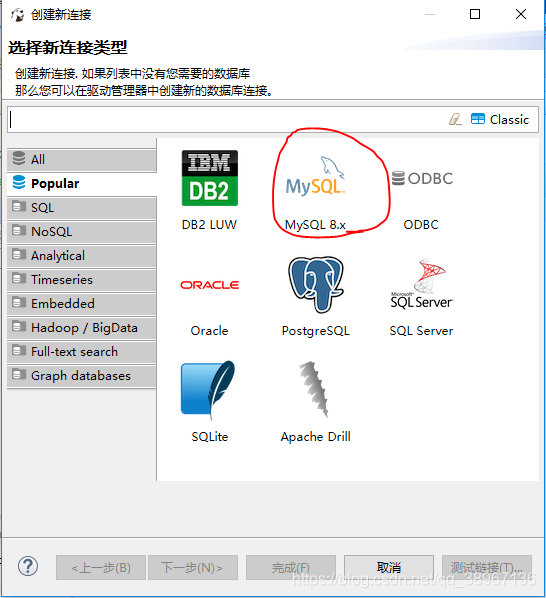 创建新连接
选择新连接类型
创建新连接, 如果列表中没有您需要的数据库
那么您可以在驱动管理器中创建新的数据库连接。
Classic
All
Popular
SQL
NoSQL
Analytical
Timeseries
Embedded
Hadoop / BigData
Full-text search
Graph databases
IBM
DB2
MySQL
ODBC
DB2 LUW
MySQL 8.x
ODBC
ORACLE
Microsoft
SQL Server
Oracle
PostgreSQL
SQL Server
SQLite
Apache Drill
<上一步(B)
下一步(N)>
完成(F)
取消
测试链接(T)...
https://blog.csdn.net/qq_38967136